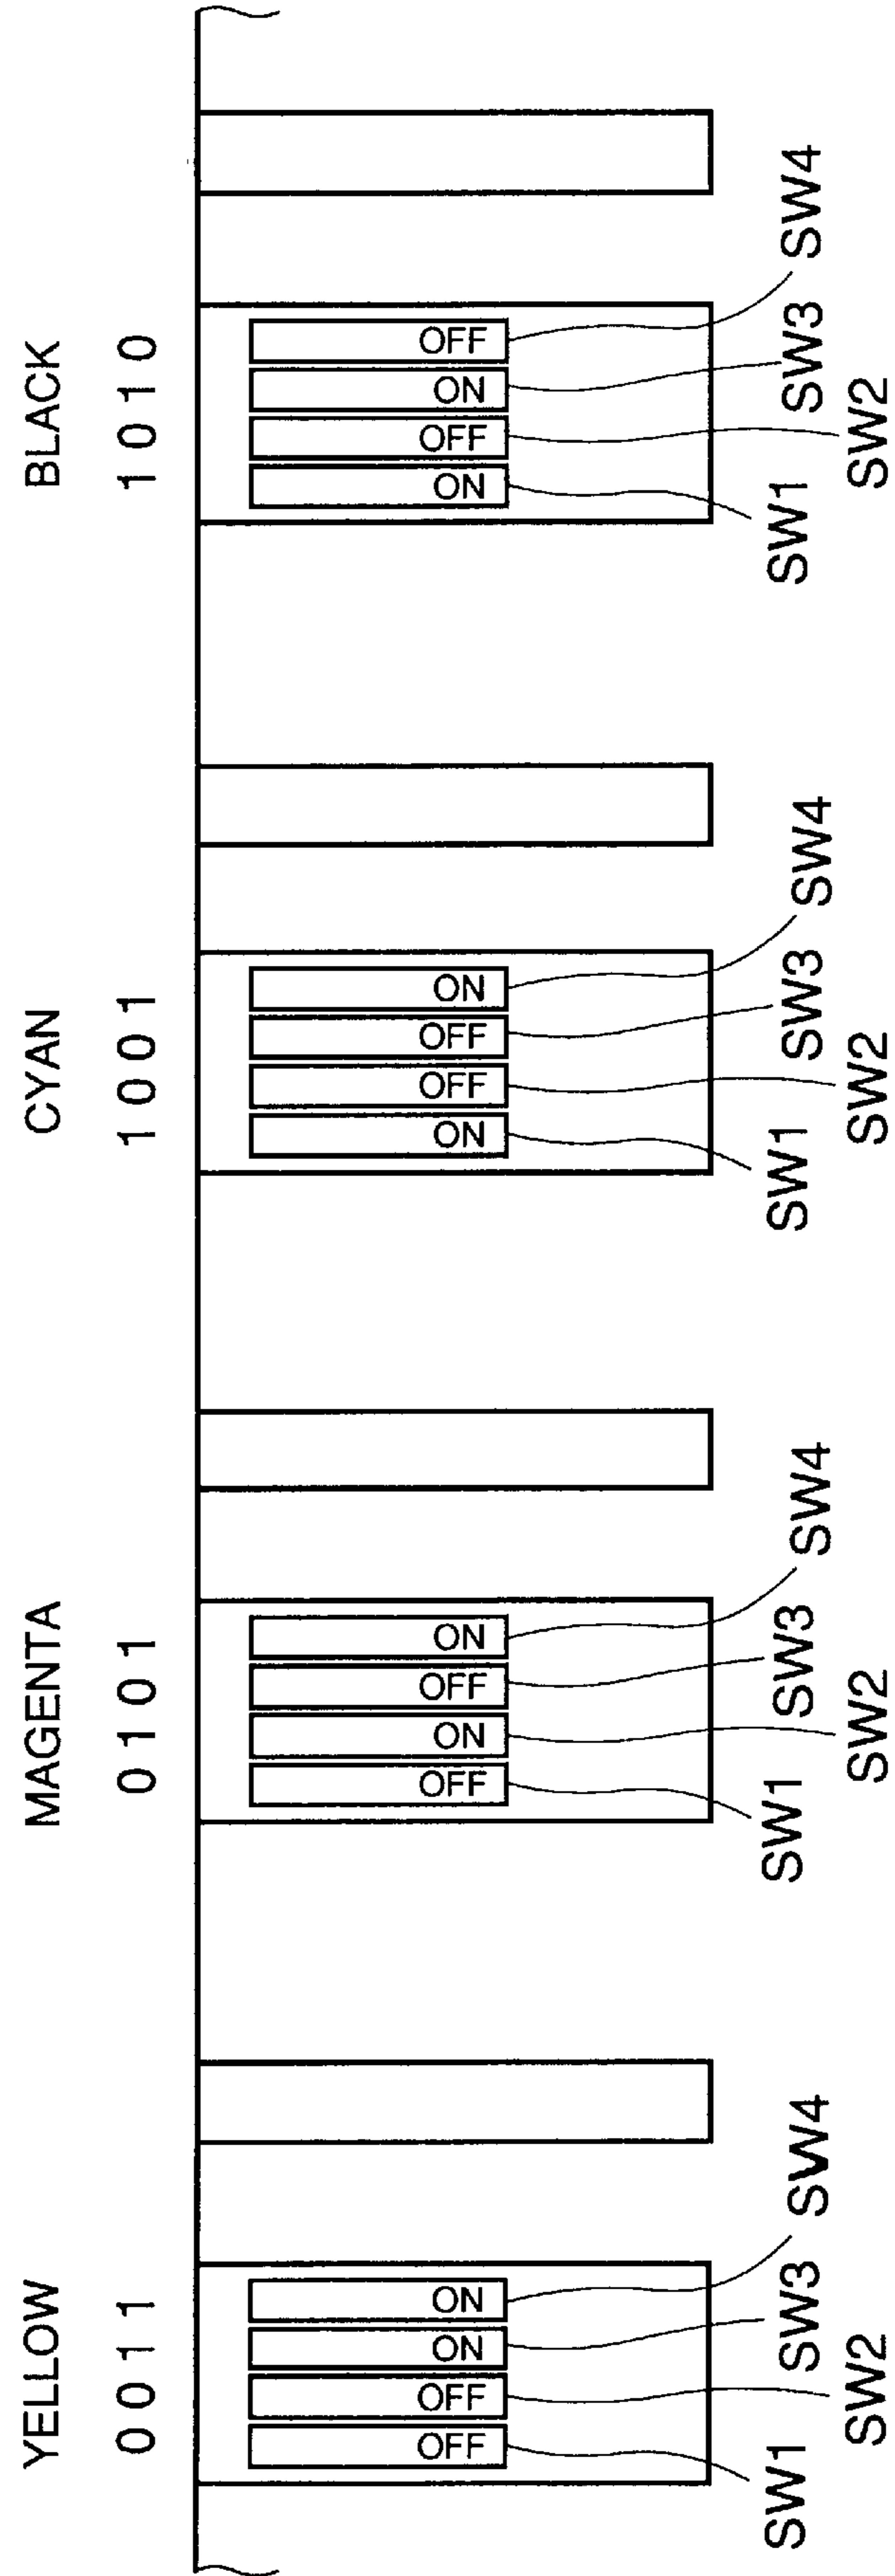 YELLOW MAGENTA CYAN BLACK
0 0 1 1 0 1 0 1 1 0 0 1 1 0 1 0
OFF OFF ON ON OFF ON OFF ON ON OFF OFF ON ON OFF ON OFF
SW1 SW2 SW3 SW4 SW1 SW2 SW3 SW4 SW1 SW2 SW3 SW4 SW1 SW2 SW3 SW4